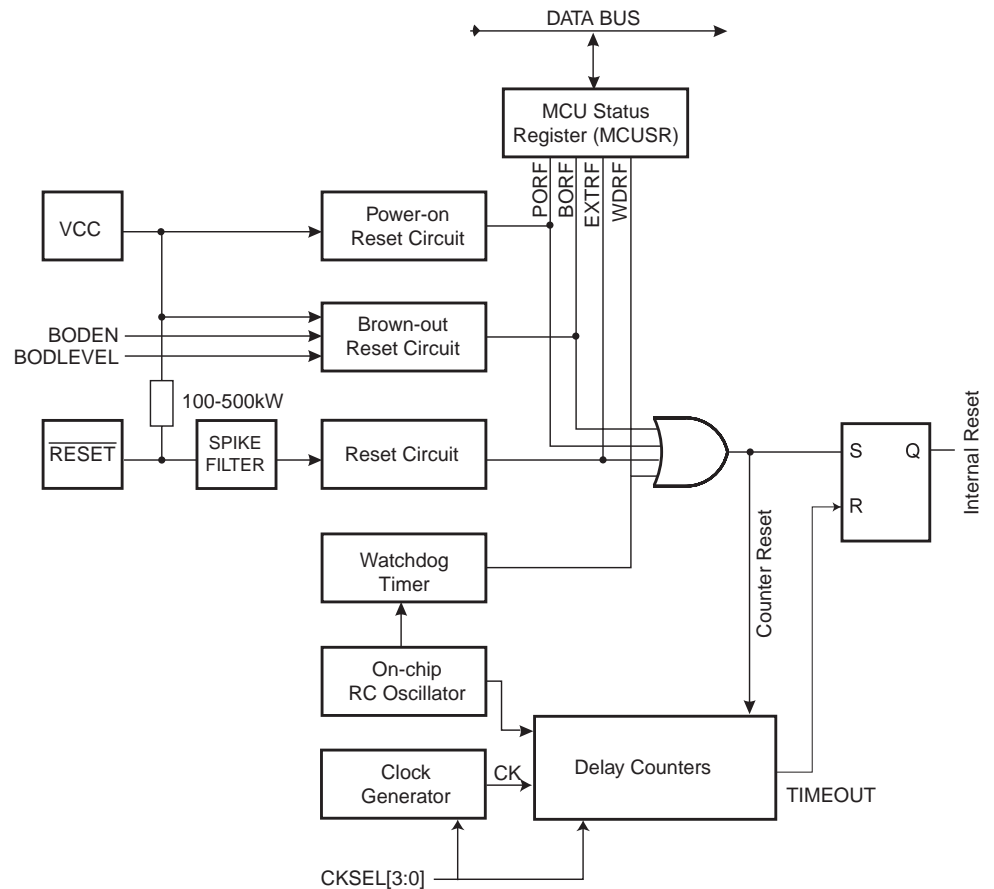 DATA BUS
MCU Status
Register (MCUSR)
PORF
BORF
EXTRF
WDRF
VCC
Power-on
Reset Circuit
BODEN
BODLEVEL
Brown-out
Reset Circuit
100-500kW
RESET
SPIKE
FILTER
Reset Circuit
S
Q
R
Internal Reset
Watchdog
Timer
Counter Reset
On-chip
RC Oscillator
Clock
Generator
CK
Delay Counters
TIMEOUT
CKSEL[3:0]